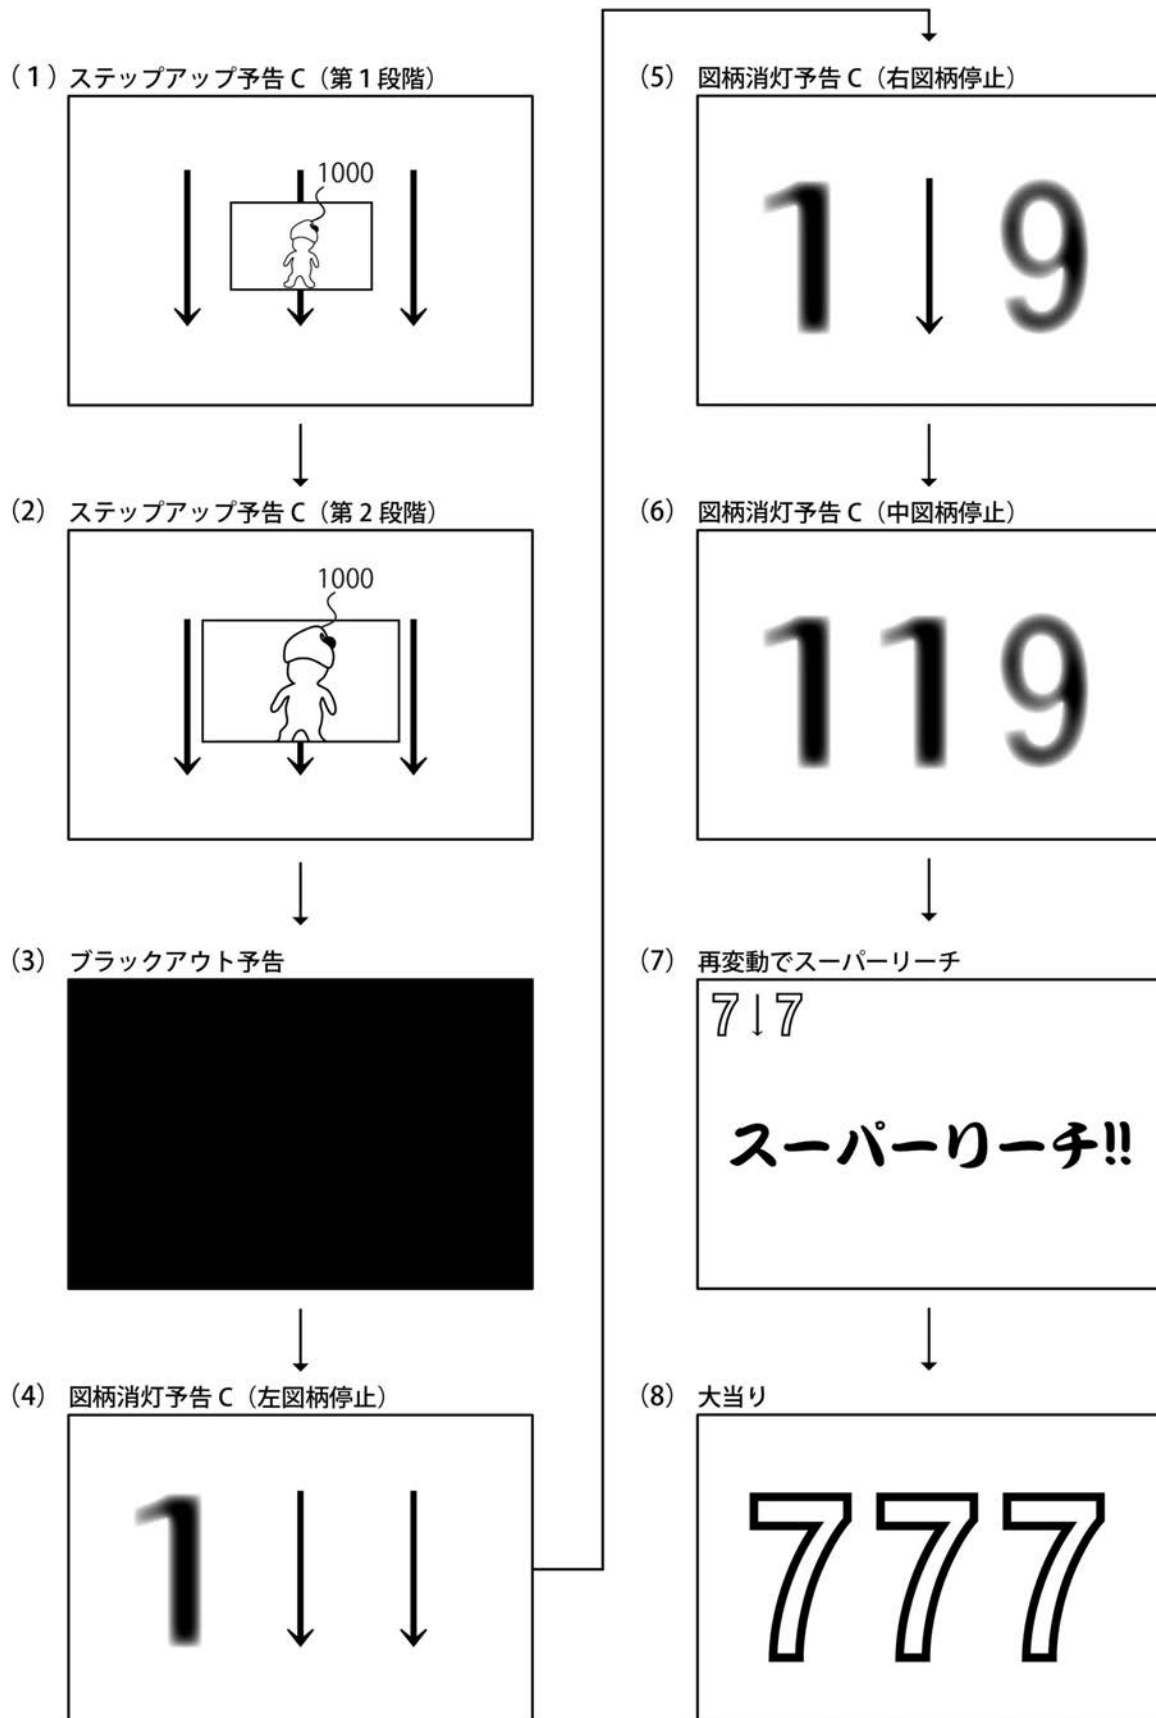 (1) ステップアップ予告 C（第 1 段階）
1000
(2) ステップアップ予告 C（第 2 段階）
1000
(3) ブラックアウト予告
(4) 図柄消灯予告 C（左図柄停止）
1
(5) 図柄消灯予告 C（右図柄停止）
1 9
(6) 図柄消灯予告 C（中図柄停止）
119
(7) 再変動でスーパーリーチ
7↓7
スーパーリーチ!!
(8) 大当り
777